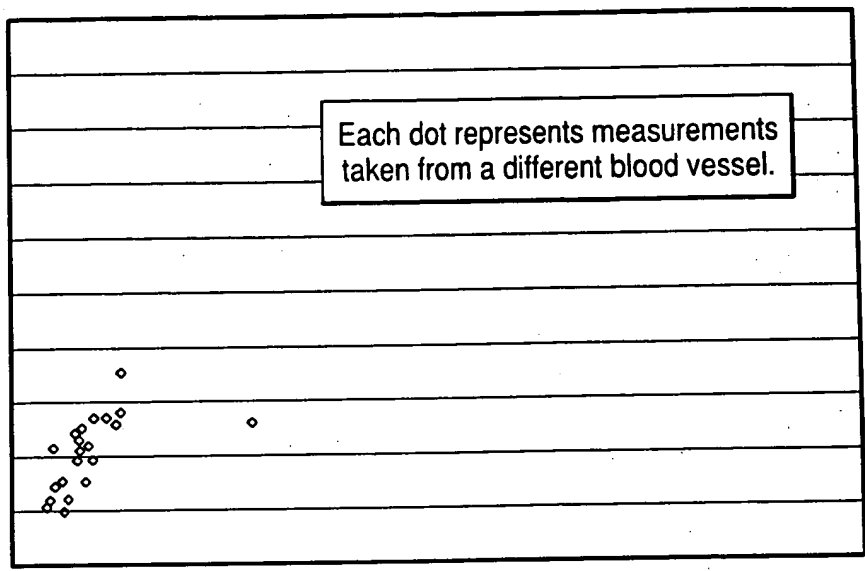 Each dot represents measurements
taken from a different blood vessel.